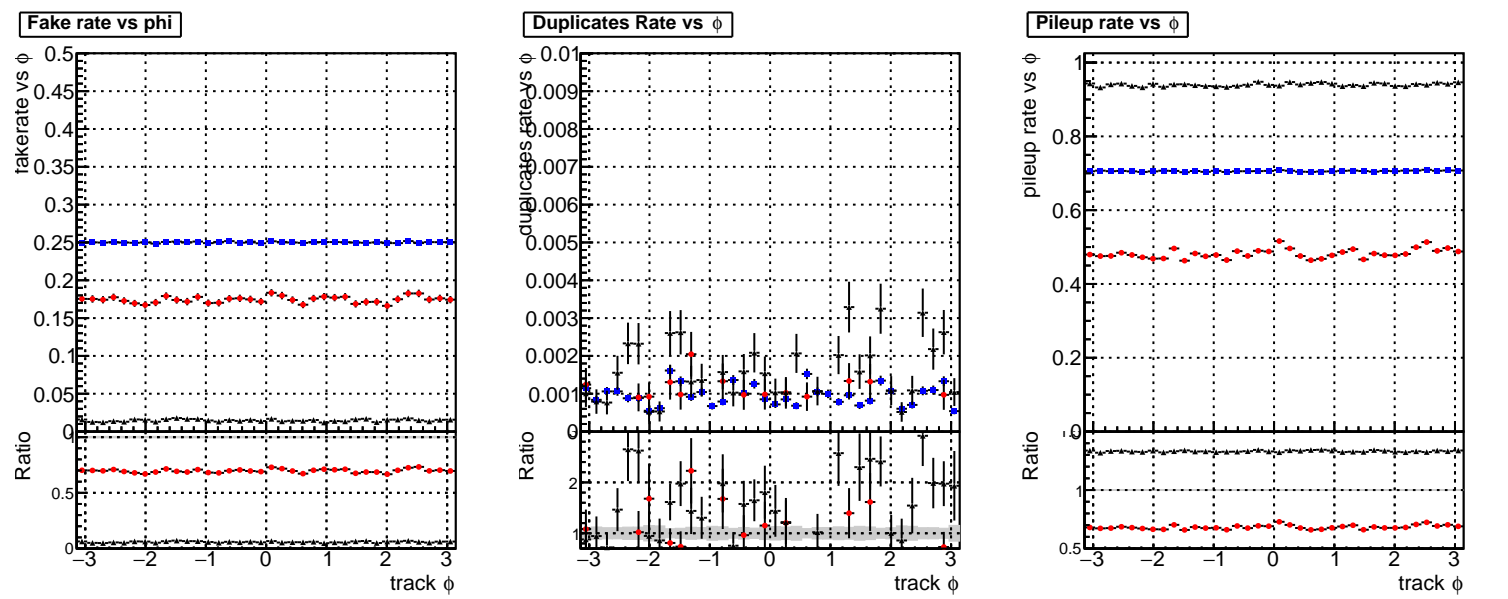 Fake rate vs phi
fakerate vs ϕ
0.5
0.45
0.4
0.35
0.3
0.25
0.2
0.15
0.1
0.05
0
Ratio
1
0.5
0
−3 −2 −1 0 1 2 3
track ϕ
Duplicates Rate vs ϕ
duplicates rate vs ϕ
0.01
0.009
0.008
0.007
0.006
0.005
0.004
0.003
0.002
0.001
0
Ratio
2
1
−3 −2 −1 0 1 2 3
track ϕ
Pileup rate vs ϕ
pileup rate vs ϕ
1
0.8
0.6
0.4
0.2
0
Ratio
1
0.5
−3 −2 −1 0 1 2 3
track ϕ